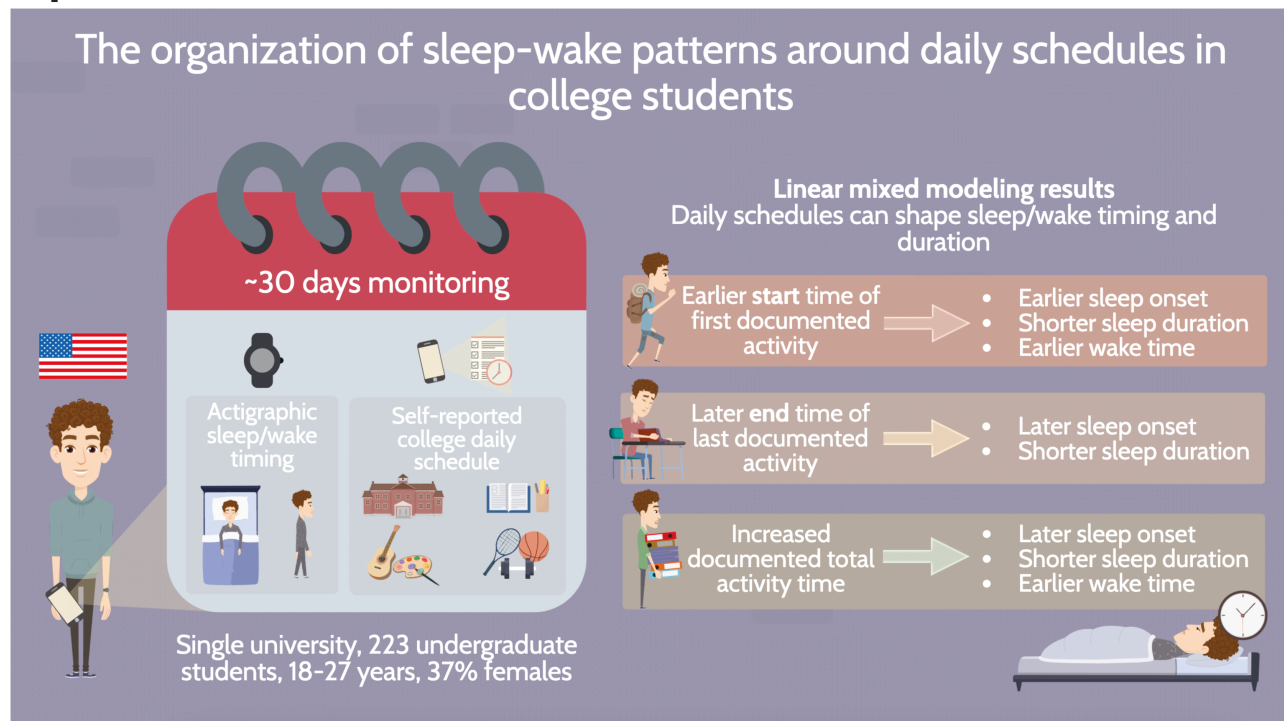 The organization of sleep-wake patterns around daily schedules in
college students
~30 days monitoring
Actigraphic
sleep/wake
timing
Self-reported
college daily
schedule
Single university, 223 undergraduate
students, 18-27 years, 37% females
Linear mixed modeling results
Daily schedules can shape sleep/wake timing and
duration
Earlier start time of
first documented
activity
• Earlier sleep onset
• Shorter sleep duration
• Earlier wake time
Later end time of
last documented
activity
• Later sleep onset
• Shorter sleep duration
Increased
documented total
activity time
• Later sleep onset
• Shorter sleep duration
• Earlier wake time